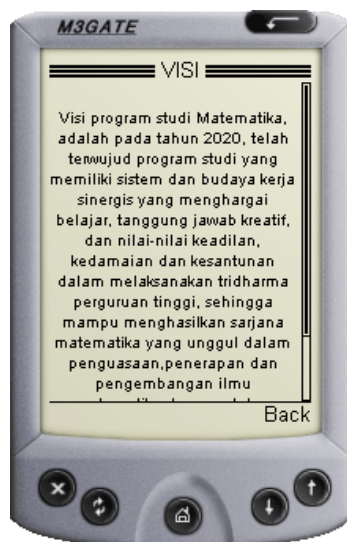 M3GATE
VISI
Visi program studi Matematika,
adalah pada tahun 2020, telah
terwujud program studi yang
memiliki sistem dan budaya kerja
sinergis yang menghargai
belajar, tanggung jawab kreatif,
dan nilai-nilai keadilan,
kedamaian dan kesantunan
dalam melaksanakan tridharma
perguruan tinggi, sehingga
mampu menghasilkan sarjana
matematika yang unggul dalam
penguasaan,penerapan dan
pengembangan ilmu
Back